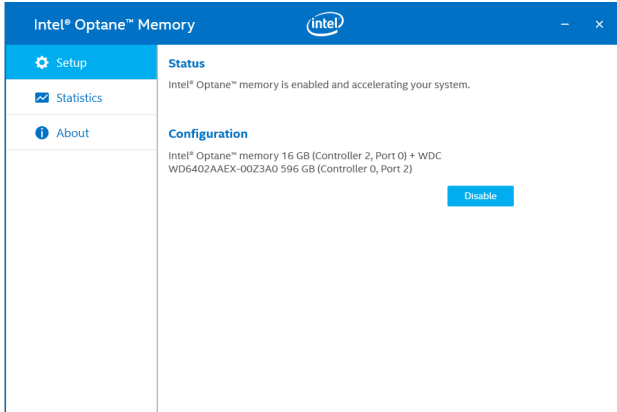 Intel® Optane™ Memory
intel
Setup
Statistics
About
Status
Intel® Optane™ memory is enabled and accelerating your system.
Configuration
Intel® Optane™ memory 16 GB (Controller 2, Port 0) + WDC
WD6402AAEX-00Z3A0 596 GB (Controller 0, Port 2)
Disable